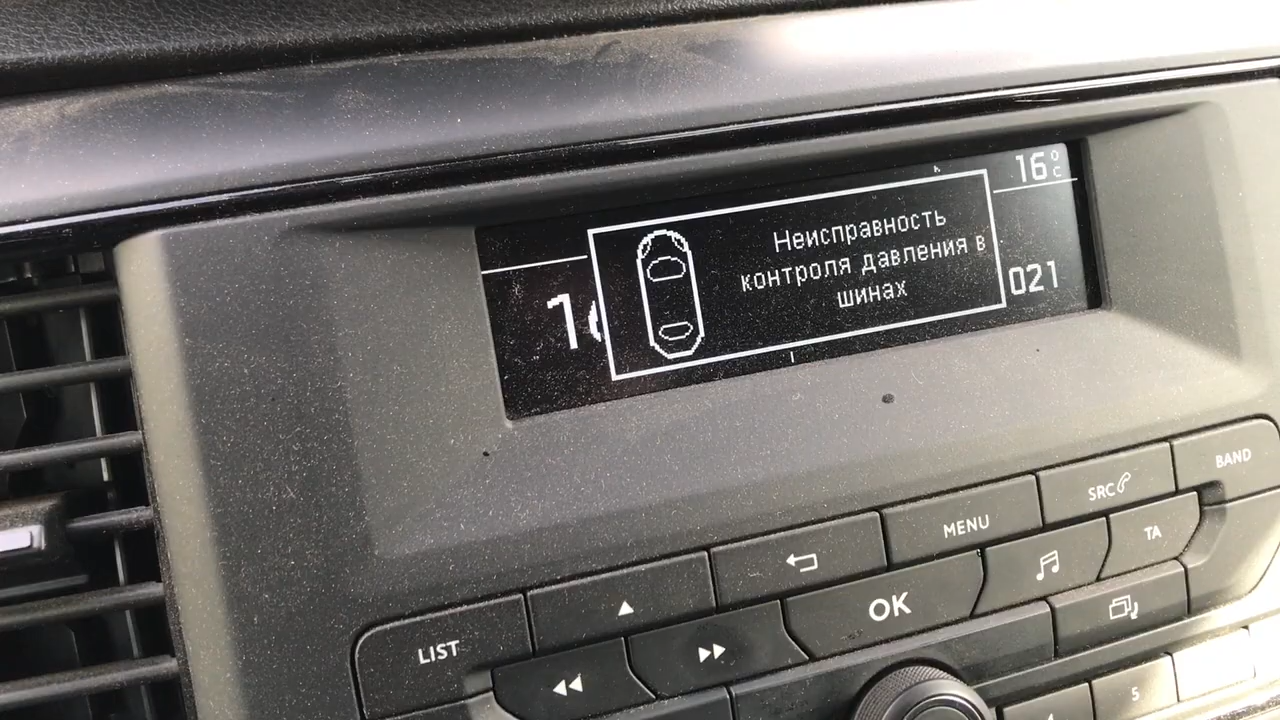 16°C
Неисправность
контроля давления в
шинах
021
BAND
SRC
MENU
TA
OK
LIST
5